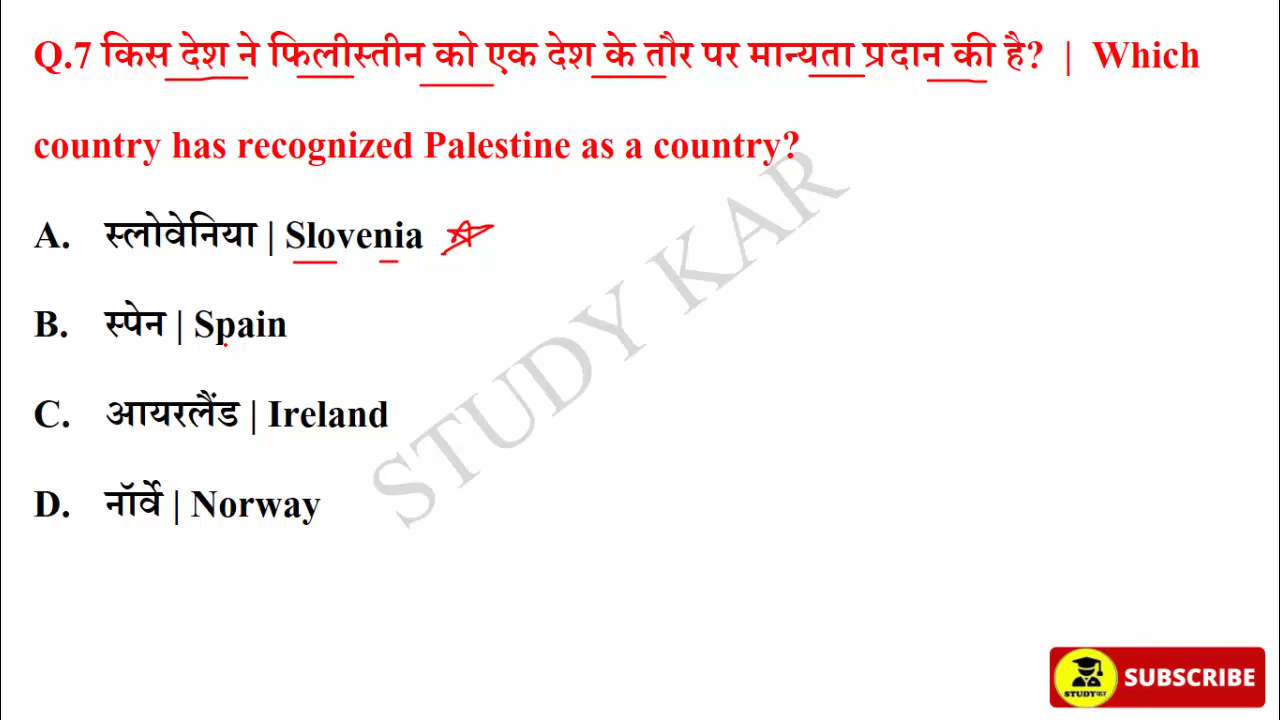 Q.7 किस देश ने फिलीस्तीन को एक देश के तौर पर मान्यता प्रदान की है? | Which
country has recognized Palestine as a country?
A. स्लोवेनिया | Slovenia
B. स्पेन | Spain
C. आयरलैंड | Ireland
D. नॉर्वे | Norway
STUDY KAR
SUBSCRIBE
STUDYकर